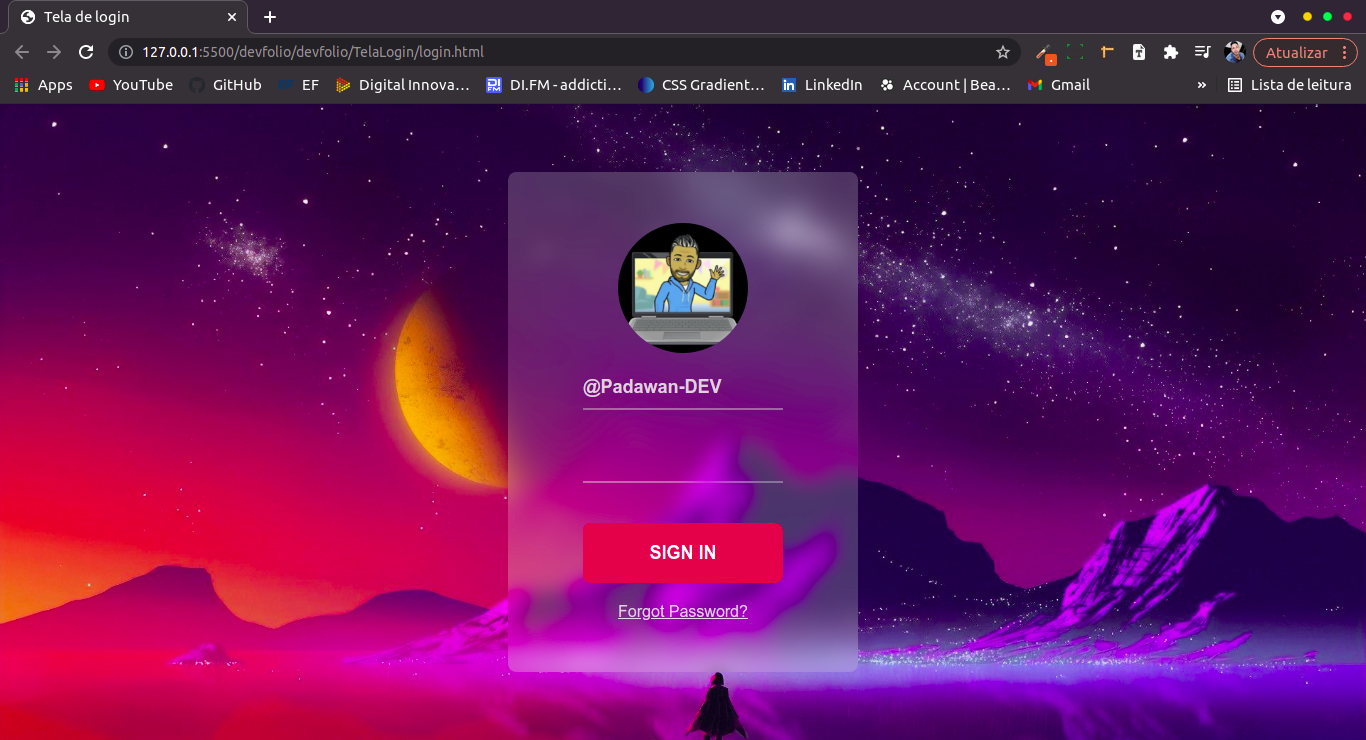 Tela de login
127.0.0.1:5500/devfolio/devfolio/TelaLogin/login.html
Atualizar
Apps
YouTube
GitHub
EF
Digital Innova…
DI.FM - addicti…
CSS Gradient…
LinkedIn
Account | Bea…
Gmail
»
Lista de leitura
@Padawan-DEV
SIGN IN
Forgot Password?